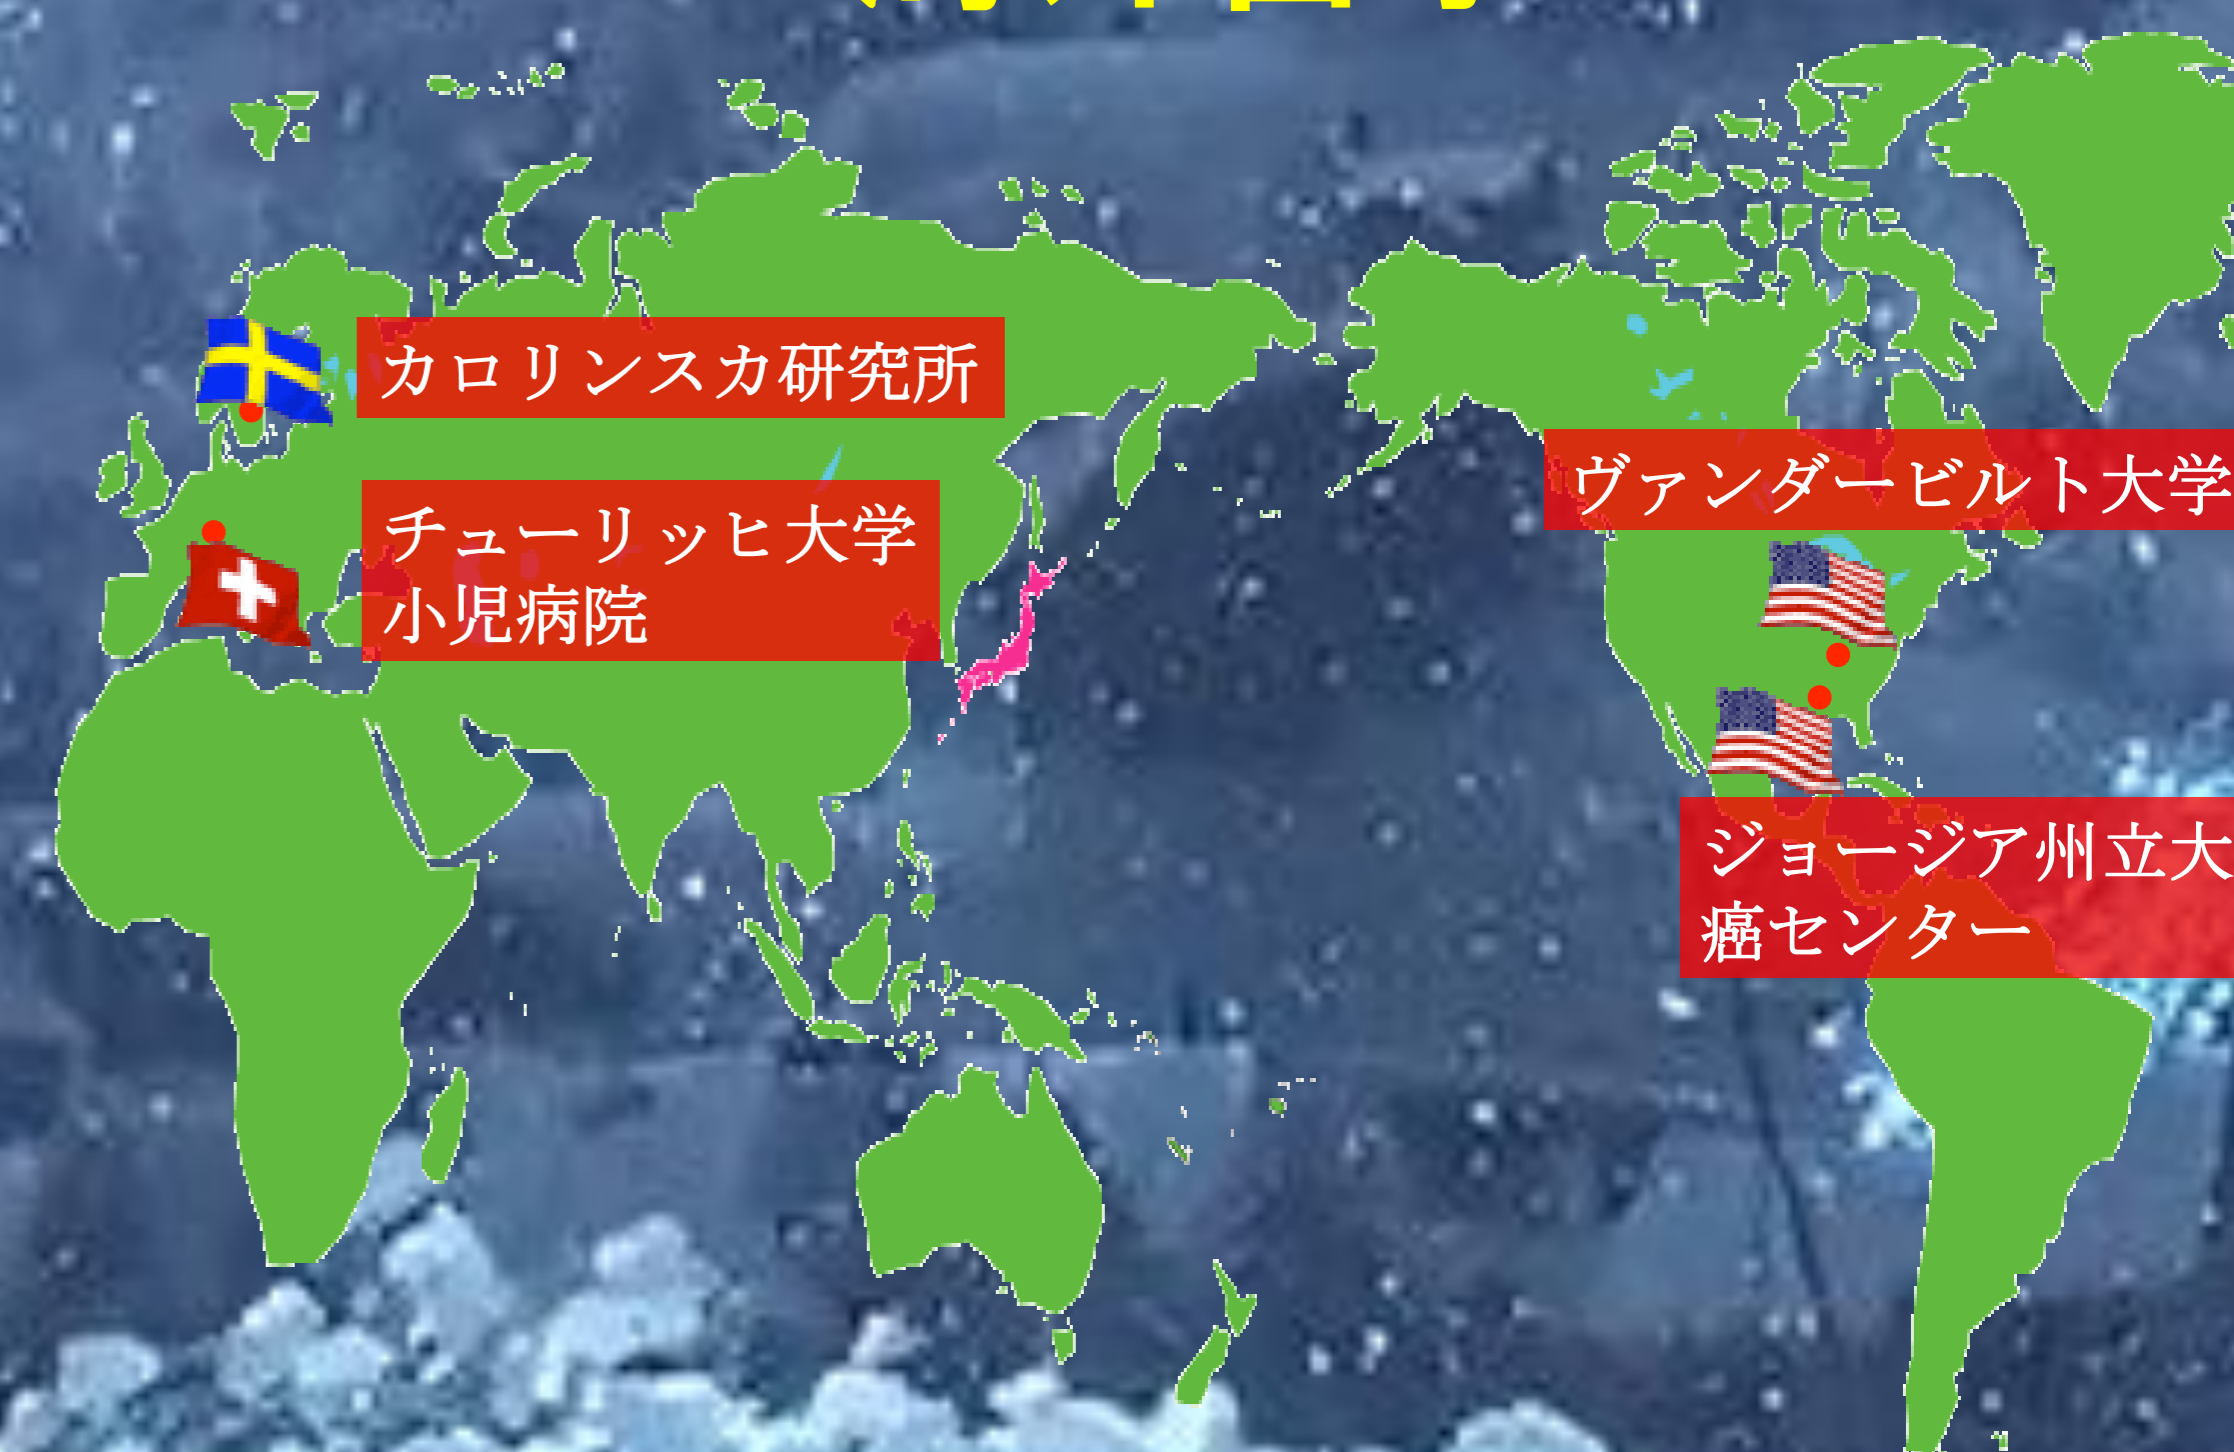 カロリンスカ研究所
ヴァンダービルト大学
チューリッヒ大学
小児病院
ジョージア州立大
癌センター